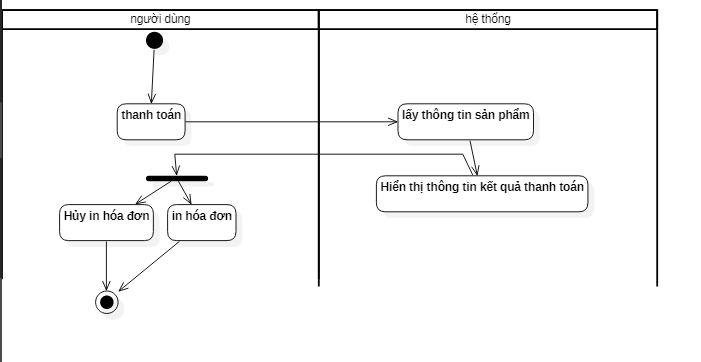 người dùng
hệ thống
thanh toán
lấy thông tin sản phẩm
Hiển thị thông tin kết quả thanh toán
Hủy in hóa đơn
in hóa đơn